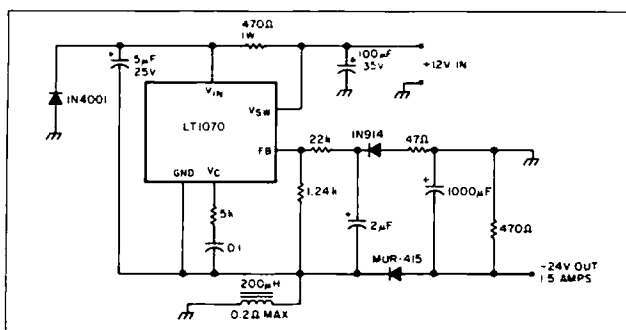 470Ω
1W
5µF
25V
100µF
35V
+12V IN
1N4001
VIN
VSW
LT1070
FB
22k
1N914
47Ω
GND
VC
1.24k
1000µF
5k
2µF
470Ω
0.1
MUR-415
-24V OUT
1.5 AMPS
200µH
0.2Ω MAX